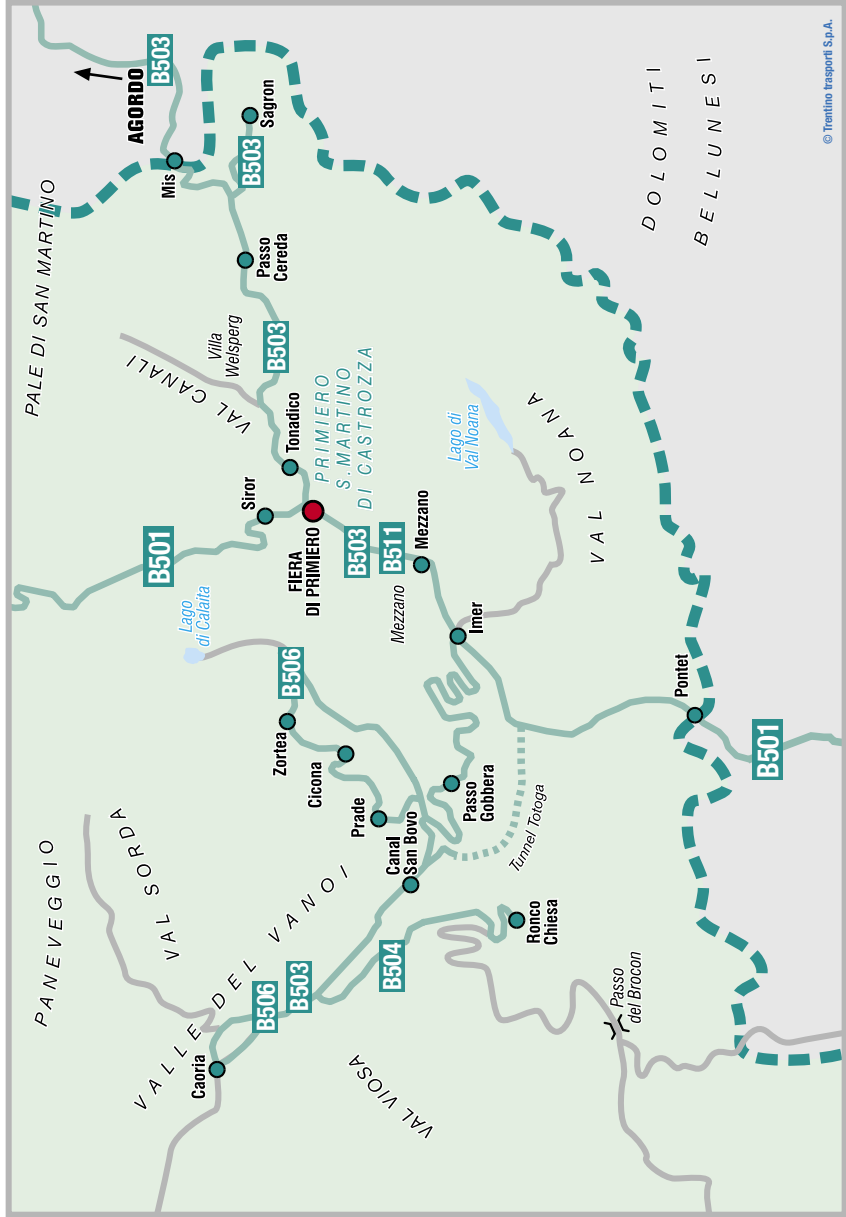 PANEVEGGIO
VAL SORDA
VALLE DEL VANOI
Caoria
B506
B503
VAL VIOSA
B504
Ronco
Chiesa
Passo
del Brocon
Canal
San Bovo
Prade
Cicona
Zortea
B506
Lago
di Calaita
Passo
Gobbera
Tunnel Totoga
Pontet
B501
Imer
Mezzano
Mezzano
B511
B503
FIERA
DI PRIMIERO
Siror
B501
Tonadico
PRIMIERO
S. MARTINO
DI CASTROZZA
Lago di
Val Noana
VAL NOANA
VAL CANALI
Villa
Welsperg
B503
PALE DI SAN MARTINO
Passo
Cereda
Mis
B503
Sagron
AGORDO
B503
DOLOMITI
BELLUNESI
© Trentino trasporti S.p.A.